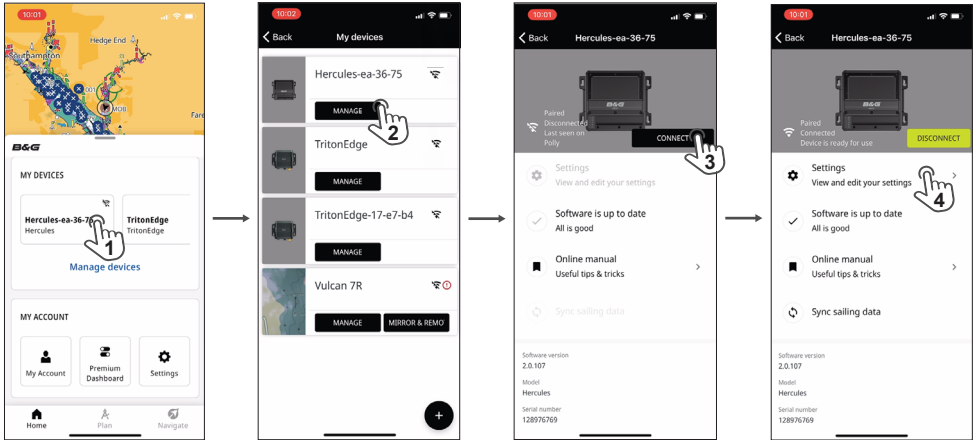 10:01
Hedge End
Southampton
001
MOB
Fare
B&G
MY DEVICES
Hercules-ea-36-75
Hercules
TritonEdge
TritonEdge
1
Manage devices
MY ACCOUNT
My Account
Premium
Dashboard
Settings
Home
Plan
Navigate
10:02
Back
My devices
Hercules-ea-36-75
MANAGE
2
TritonEdge
MANAGE
TritonEdge-17-e7-b4
MANAGE
Vulcan 7R
MANAGE
MIRROR & REMO
+
10:01
Back
Hercules-ea-36-75
B&G
Paired
Disconnected
Last seen on
Polly
CONNECT
3
Settings
View and edit your settings
Software is up to date
All is good
Online manual
Useful tips & tricks
Sync sailing data
Software version
2.0.107
Model
Hercules
Serial number
128976769
10:01
Back
Hercules-ea-36-75
B&G
Paired
Connected
Device is ready for use
DISCONNECT
Settings
View and edit your settings
4
Software is up to date
All is good
Online manual
Useful tips & tricks
Sync sailing data
Software version
2.0.107
Model
Hercules
Serial number
128976769